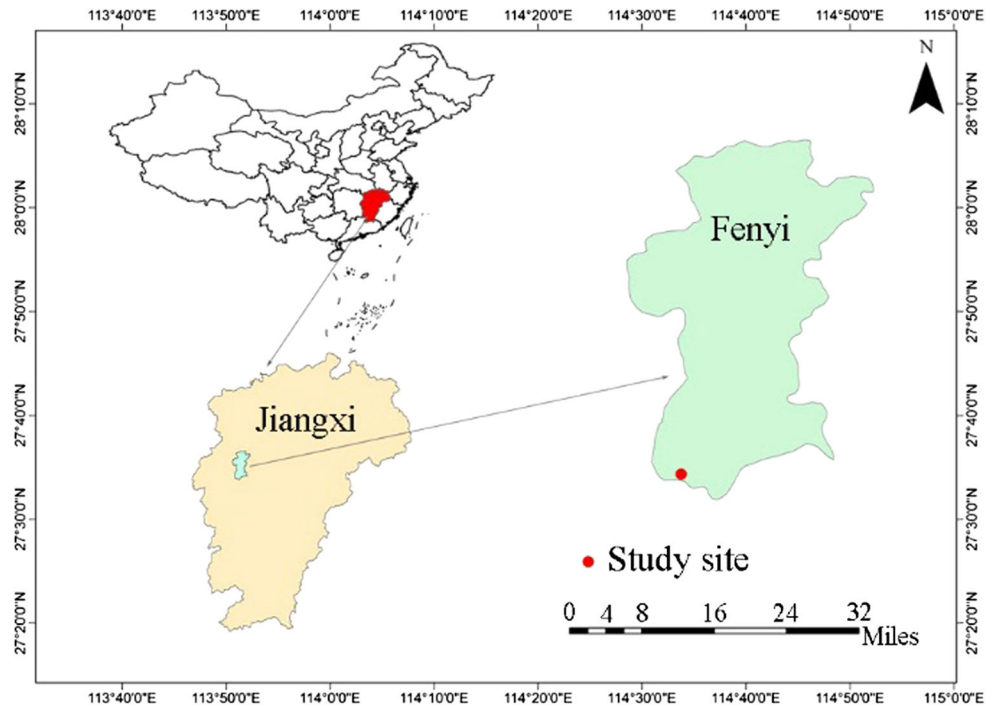 113°40'0"E 113°50'0"E 114°0'0"E 114°10'0"E 114°20'0"E 114°30'0"E 114°40'0"E 114°50'0"E 115°0'0"E
N
28°10'0"N 28°10'0"N
28°0'0"N 28°0'0"N
Fenyi
27°50'0"N 27°50'0"N
Jiangxi
27°40'0"N 27°40'0"N
27°30'0"N 27°30'0"N
Study site
0 4 8 16 24 32
Miles
27°20'0"N 27°20'0"N
113°40'0"E 113°50'0"E 114°0'0"E 114°10'0"E 114°20'0"E 114°30'0"E 114°40'0"E 114°50'0"E 115°0'0"E